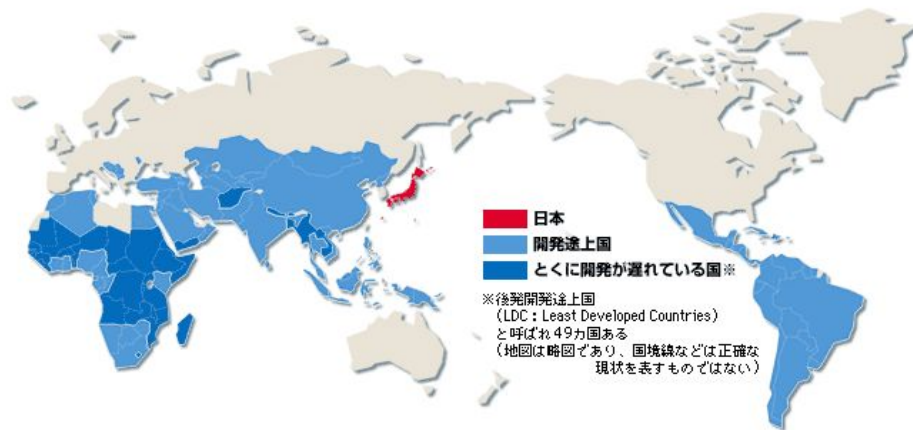 日本
開発途上国
とくに開発が遅れている国※
※後発開発途上国
(LDC：Least Developed Countries)
と呼ばれ49カ国ある
(地図は略図であり、国境線などは正確な
現状を表すものではない)